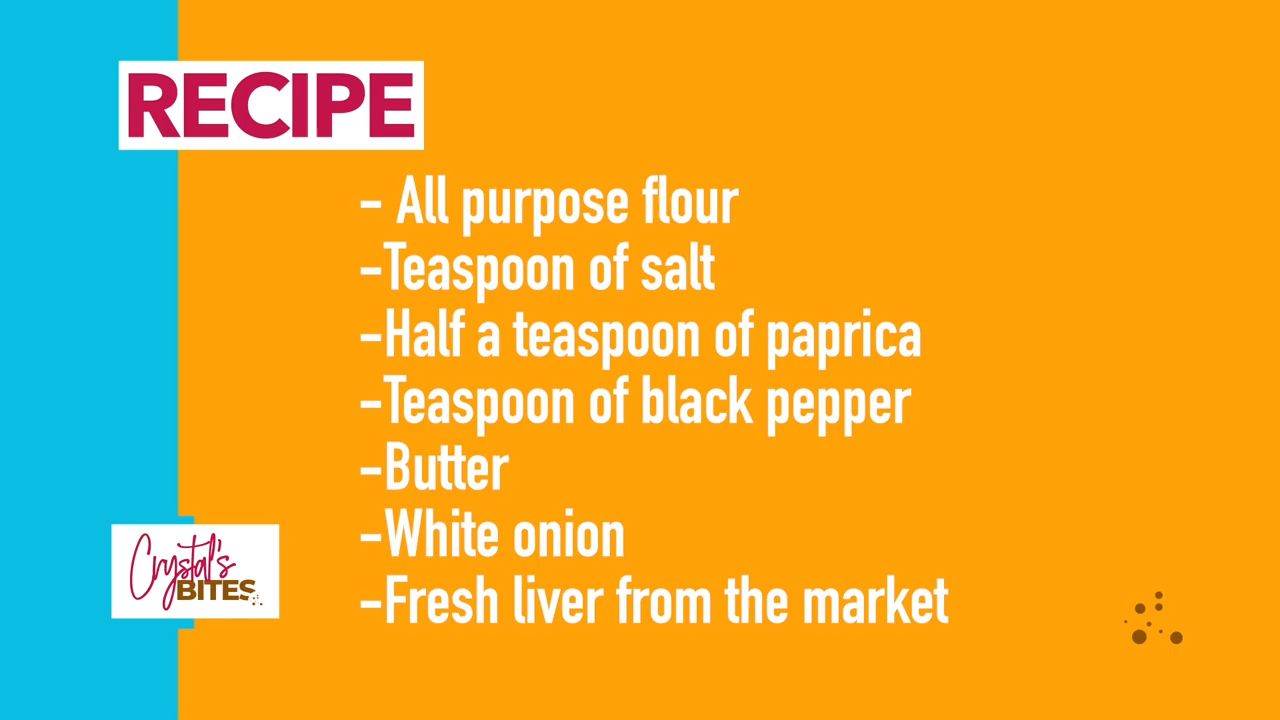 RECIPE
- All purpose flour
-Teaspoon of salt
-Half a teaspoon of paprica
-Teaspoon of black pepper
-Butter
-White onion
-Fresh liver from the market
Crystal's
BITES